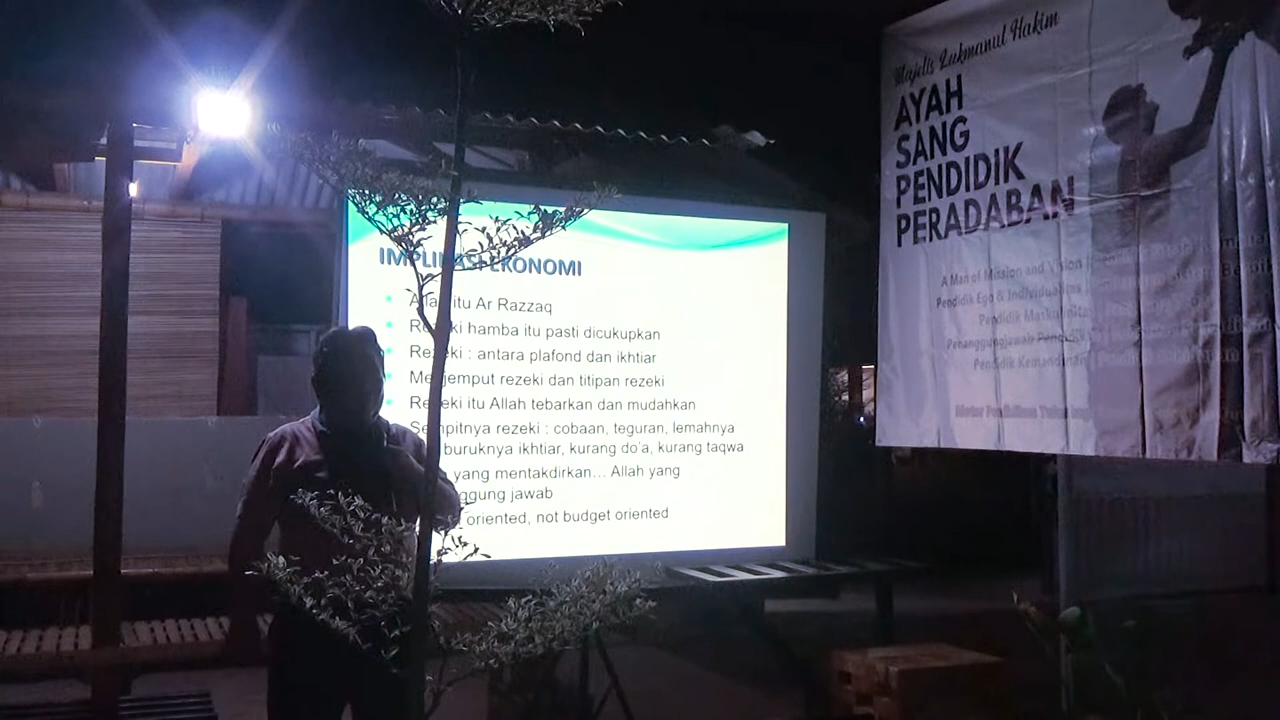 IMPLIKASI EKONOMI
Allah itu Ar Razzaq
Rezeki hamba itu pasti dicukupkan
Rezeki : antara plafond dan ikhtiar
Menjemput rezeki dan titipan rezeki
Rezeki itu Allah tebarkan dan mudahkan
Sempitnya rezeki : cobaan, teguran, lemahnya
buruknya ikhtiar, kurang do'a, kurang taqwa
yang mentakdirkan... Allah yang
jawab
oriented, not budget oriented
Majelis Lukmanul Hakim
AYAH
SANG
PENDIDIK
PERADABAN
A Man of Mission and Vision
Pendidik Ego & Individualitas
Pendidik Maskulinitas
Penanggungjawab Pendidikan
Pendidik Kemandirian